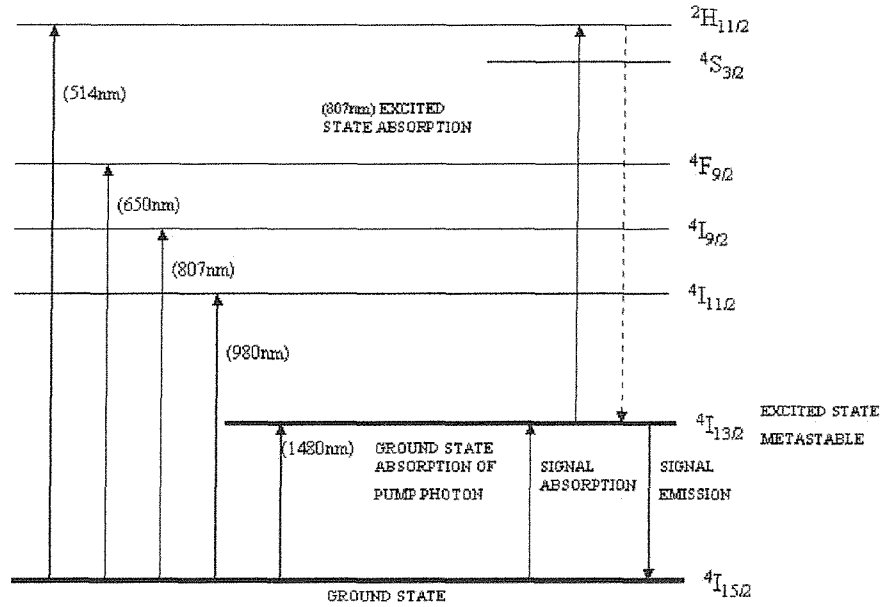 ²H₁₁/₂
⁴S₃/₂
(514nm)
(807nm) EXCITED
STATE ABSORPTION
⁴F₉/₂
(650nm)
⁴I₉/₂
(807nm)
⁴I₁₁/₂
(980nm)
⁴I₁₃/₂
EXCITED STATE
METASTABLE
(1480nm)
GROUND STATE
ABSORPTION OF
PUMP PHOTON
SIGNAL
ABSORPTION
SIGNAL
EMISSION
⁴I₁₅/₂
GROUND STATE